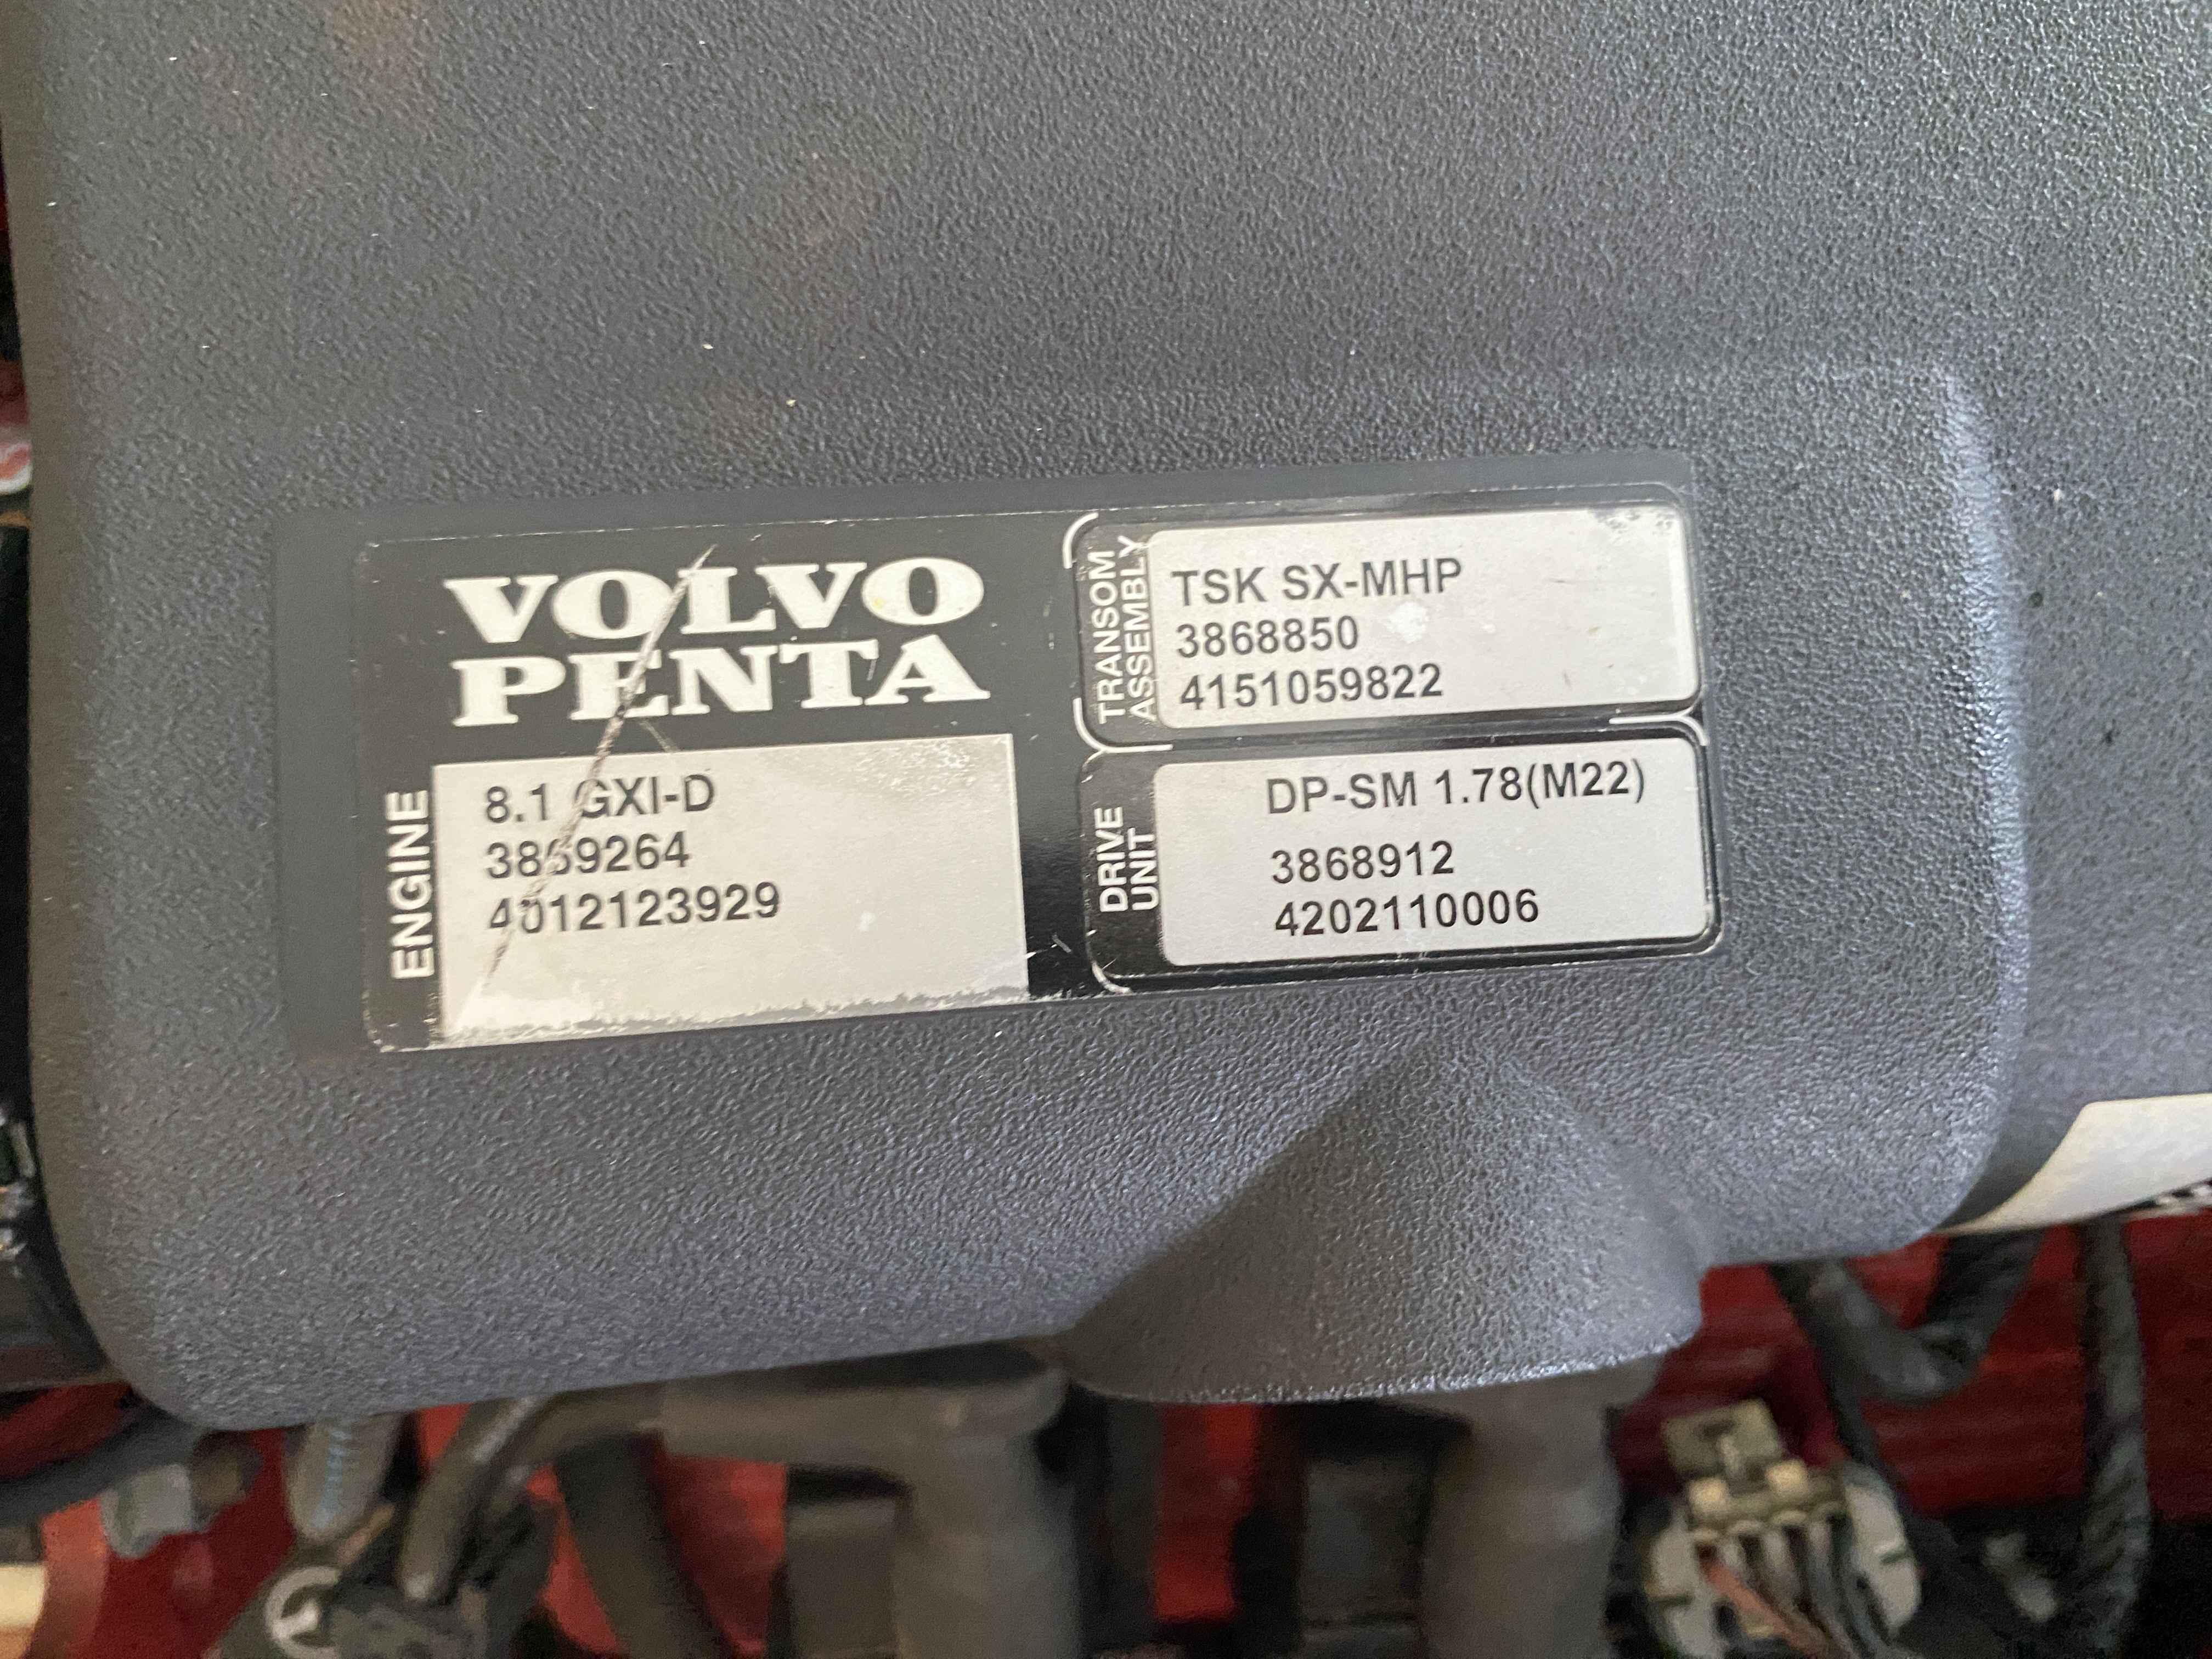 VOLVO
PENTA
ENGINE
8.1 GXI-D
3869264
4012123929
TRANSOM
ASSEMBLY
TSK SX-MHP
3868850
4151059822
DRIVE
UNIT
DP-SM 1.78(M22)
3868912
4202110006